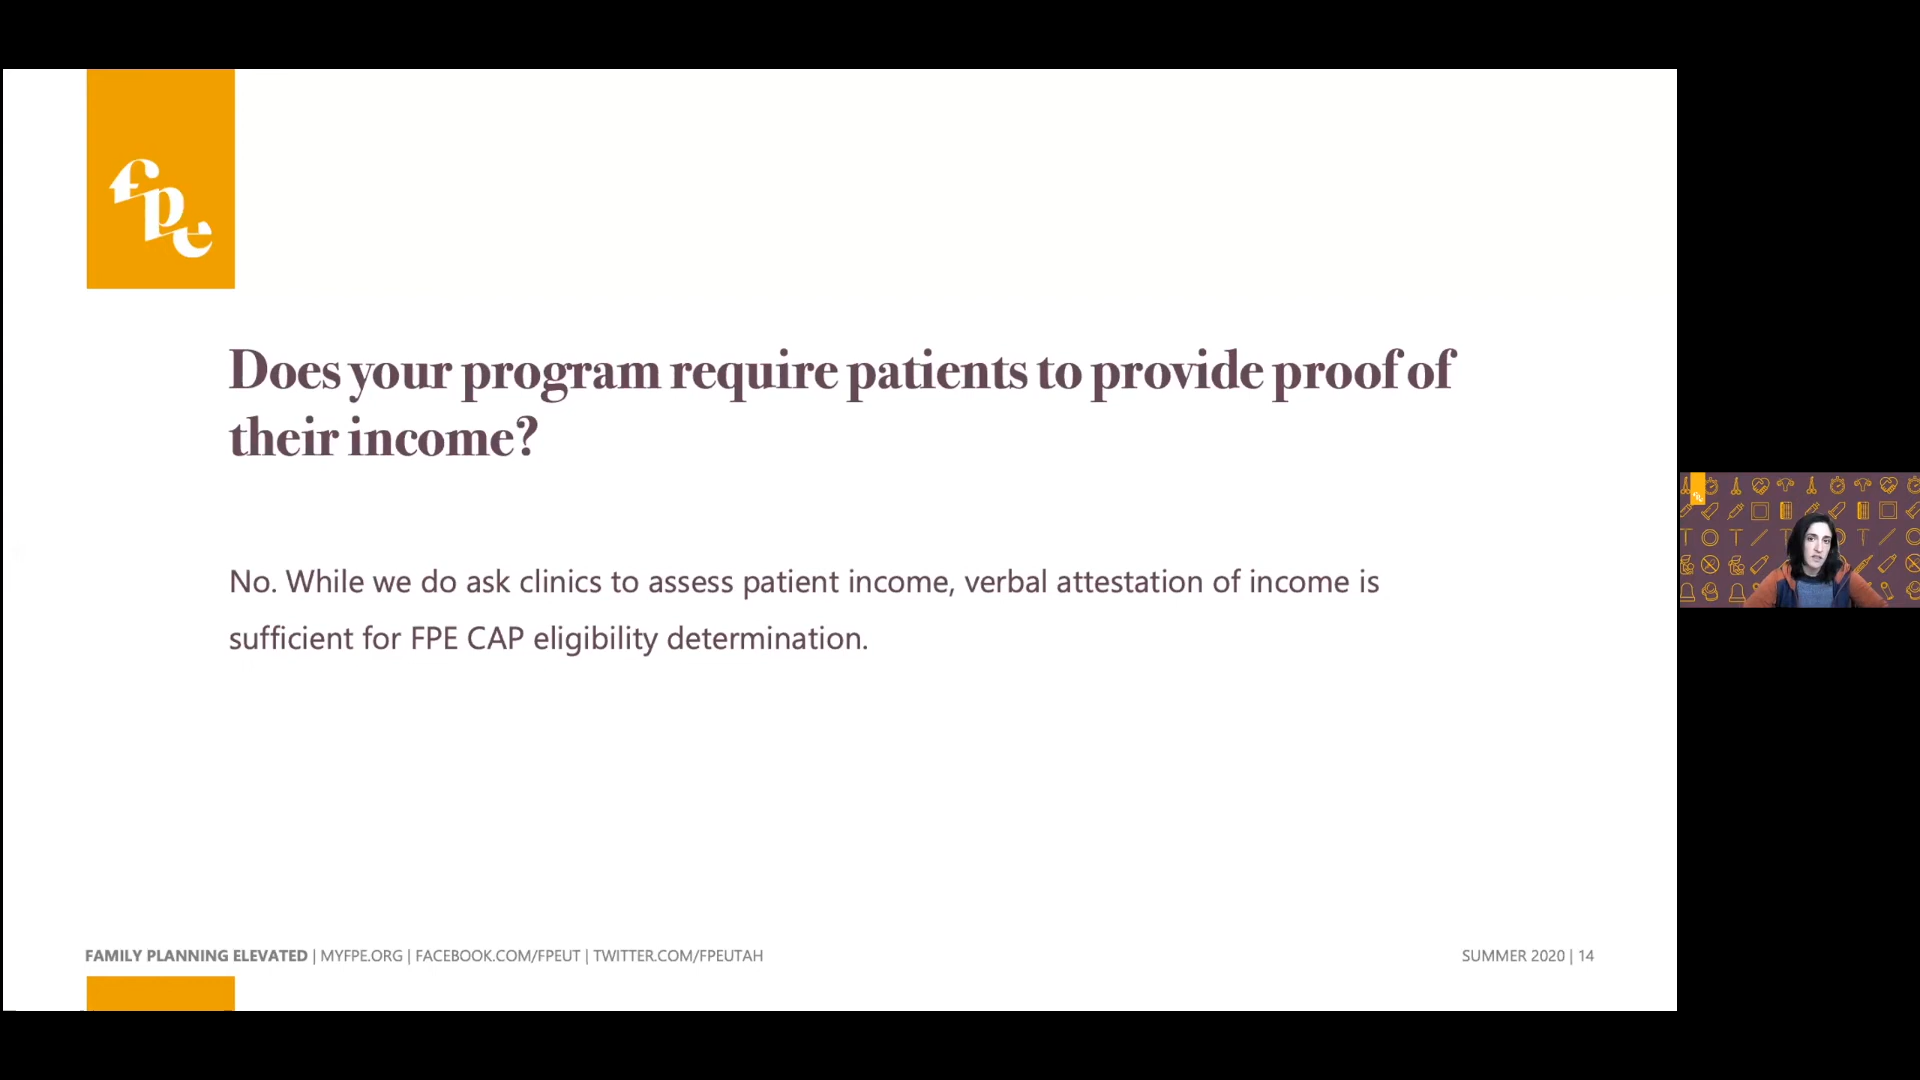 fpe
Does your program require patients to provide proof of
their income?
No. While we do ask clinics to assess patient income, verbal attestation of income is
sufficient for FPE CAP eligibility determination.
FAMILY PLANNING ELEVATED | MYFPE.ORG | FACEBOOK.COM/FPEUT | TWITTER.COM/FPEUTAH
SUMMER 2020 | 14